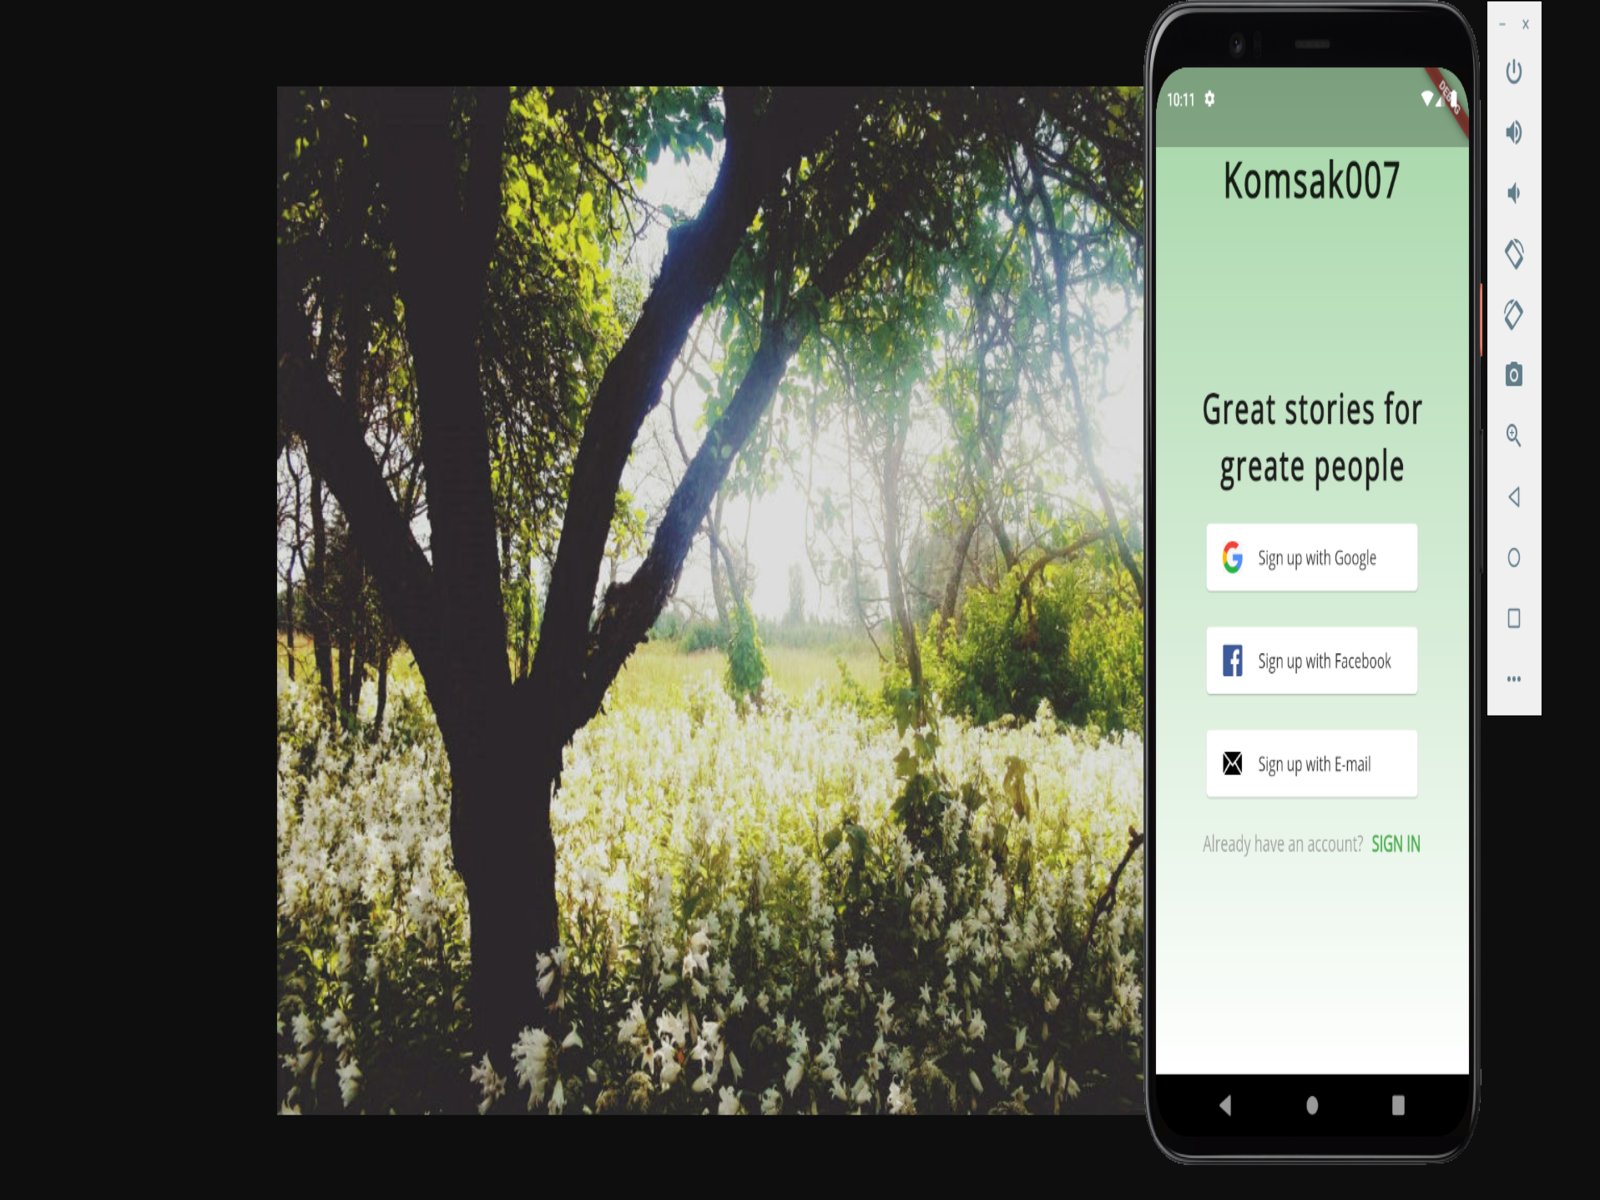 10:11
DEBUG
Komsak007
Great stories for
greate people
Sign up with Google
Sign up with Facebook
Sign up with E-mail
Already have an account? SIGN IN